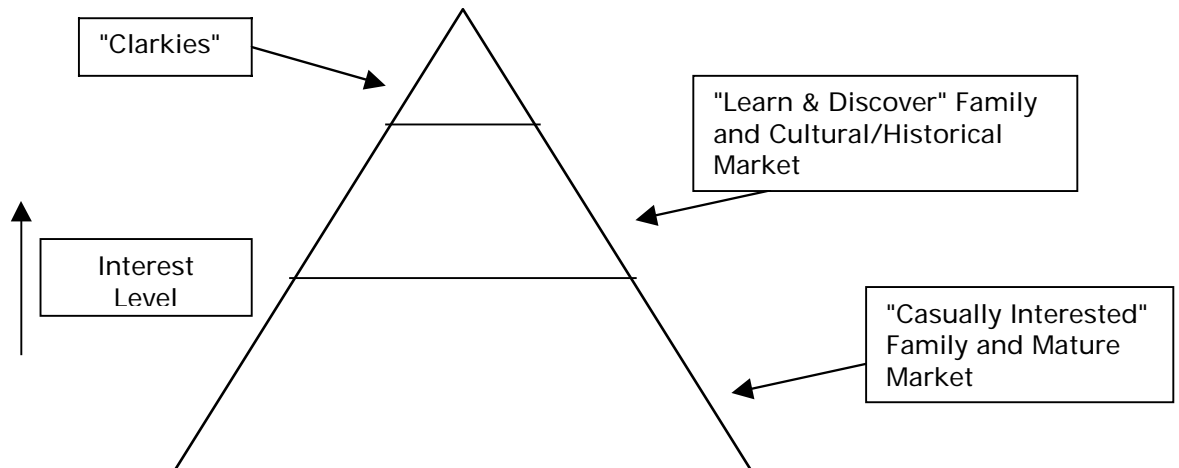 "Clarkies"
"Learn & Discover" Family
and Cultural/Historical
Market
Interest
Level
"Casually Interested"
Family and Mature
Market